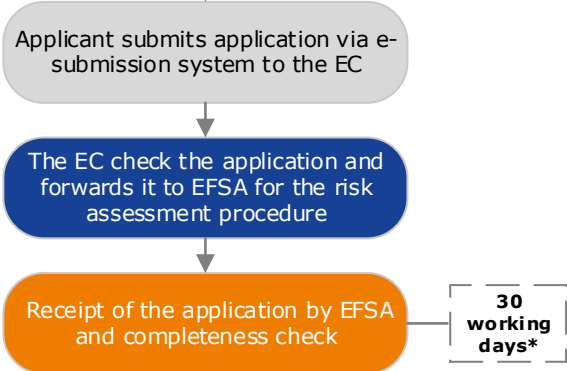 Applicant submits application via e-
submission system to the EC
The EC check the application and
forwards it to EFSA for the risk
assessment procedure
Receipt of the application by EFSA
and completeness check
30
working
days*